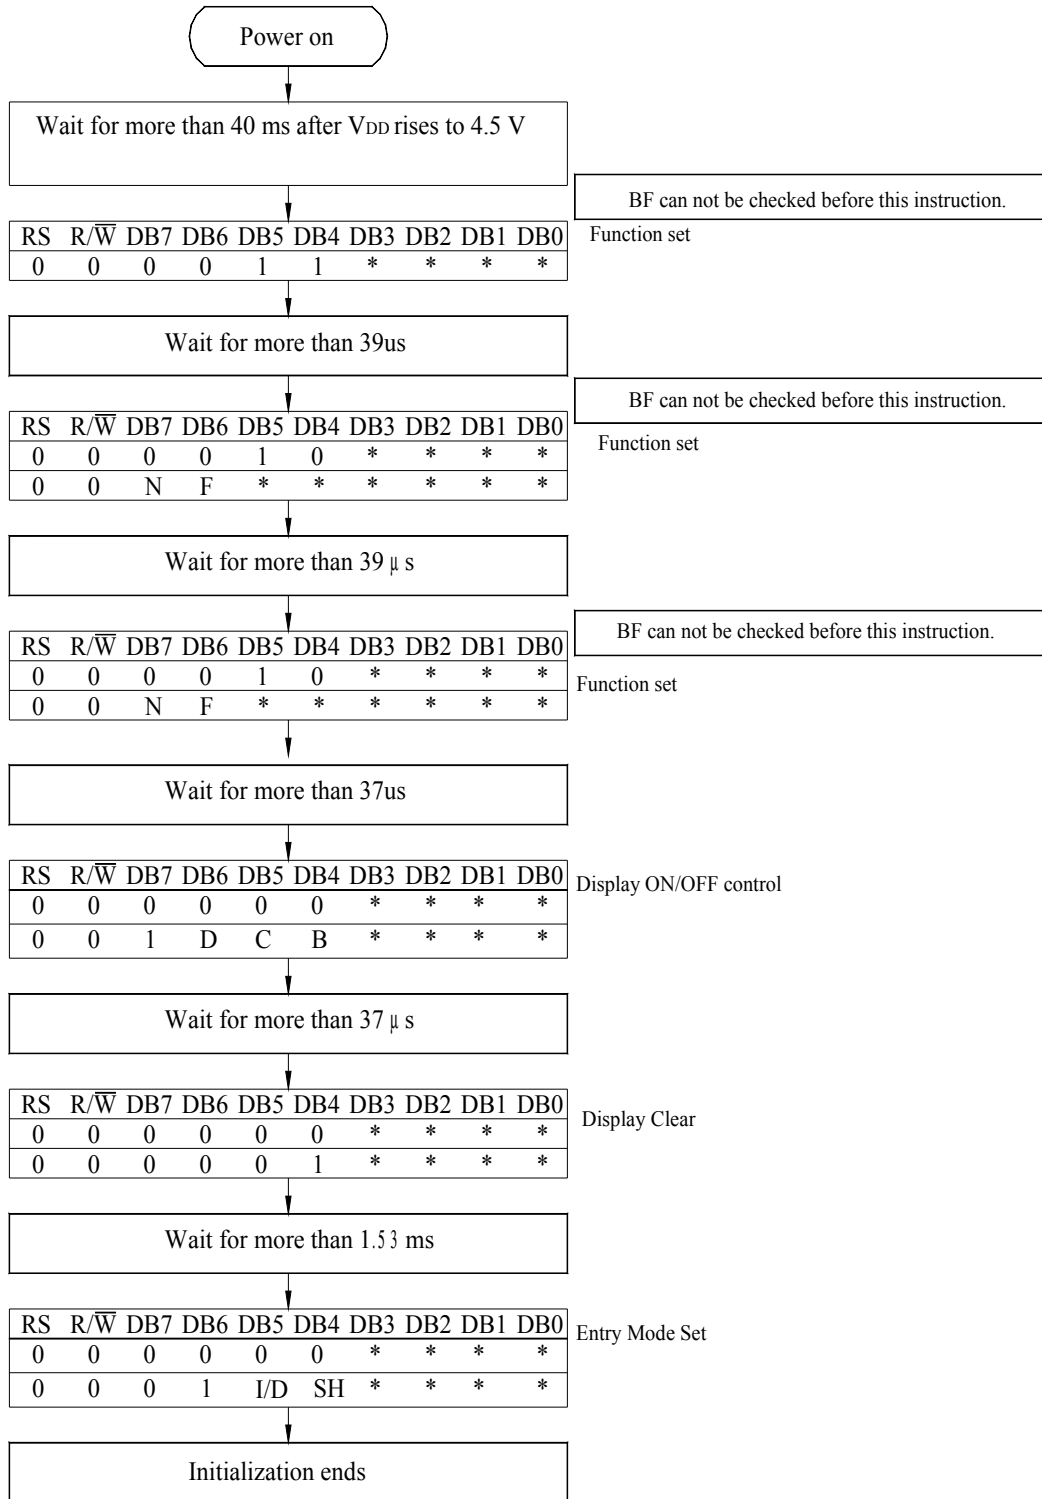 Power on
Wait for more than 40 ms after VDD rises to 4.5 V
BF can not be checked before this instruction.
RS R/W̅ DB7 DB6 DB5 DB4 DB3 DB2 DB1 DB0
Function set
0 0 0 0 1 1 * * * *
Wait for more than 39us
BF can not be checked before this instruction.
RS R/W̅ DB7 DB6 DB5 DB4 DB3 DB2 DB1 DB0
Function set
0 0 0 0 1 0 * * * *
0 0 N F * * * * * *
Wait for more than 39 μ s
BF can not be checked before this instruction.
RS R/W̅ DB7 DB6 DB5 DB4 DB3 DB2 DB1 DB0
0 0 0 0 1 0 * * * *
Function set
0 0 N F * * * * * *
Wait for more than 37us
RS R/W̅ DB7 DB6 DB5 DB4 DB3 DB2 DB1 DB0
Display ON/OFF control
0 0 0 0 0 0 * * * *
0 0 1 D C B * * * *
Wait for more than 37 μ s
RS R/W̅ DB7 DB6 DB5 DB4 DB3 DB2 DB1 DB0
Display Clear
0 0 0 0 0 0 * * * *
0 0 0 0 0 1 * * * *
Wait for more than 1.53 ms
RS R/W̅ DB7 DB6 DB5 DB4 DB3 DB2 DB1 DB0
Entry Mode Set
0 0 0 0 0 0 * * * *
0 0 0 1 I/D SH * * * *
Initialization ends